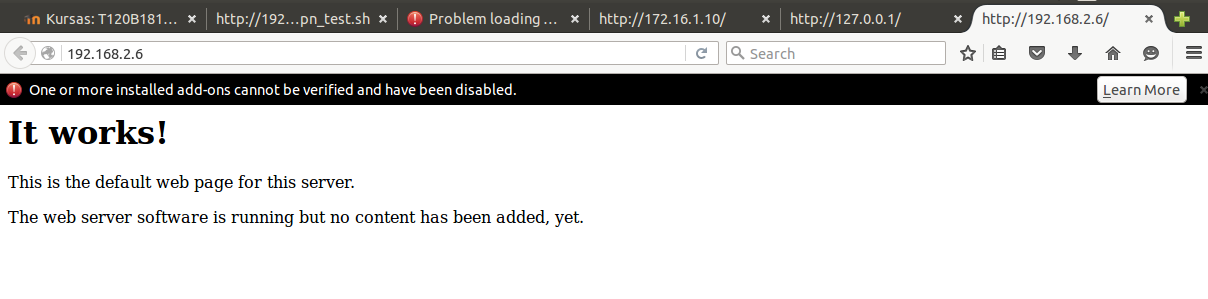 Kursas: T120B181...
http://192...pn_test.sh
Problem loading ...
http://172.16.1.10/
http://127.0.0.1/
http://192.168.2.6/
192.168.2.6
Search
One or more installed add-ons cannot be verified and have been disabled.
Learn More
It works!
This is the default web page for this server.
The web server software is running but no content has been added, yet.